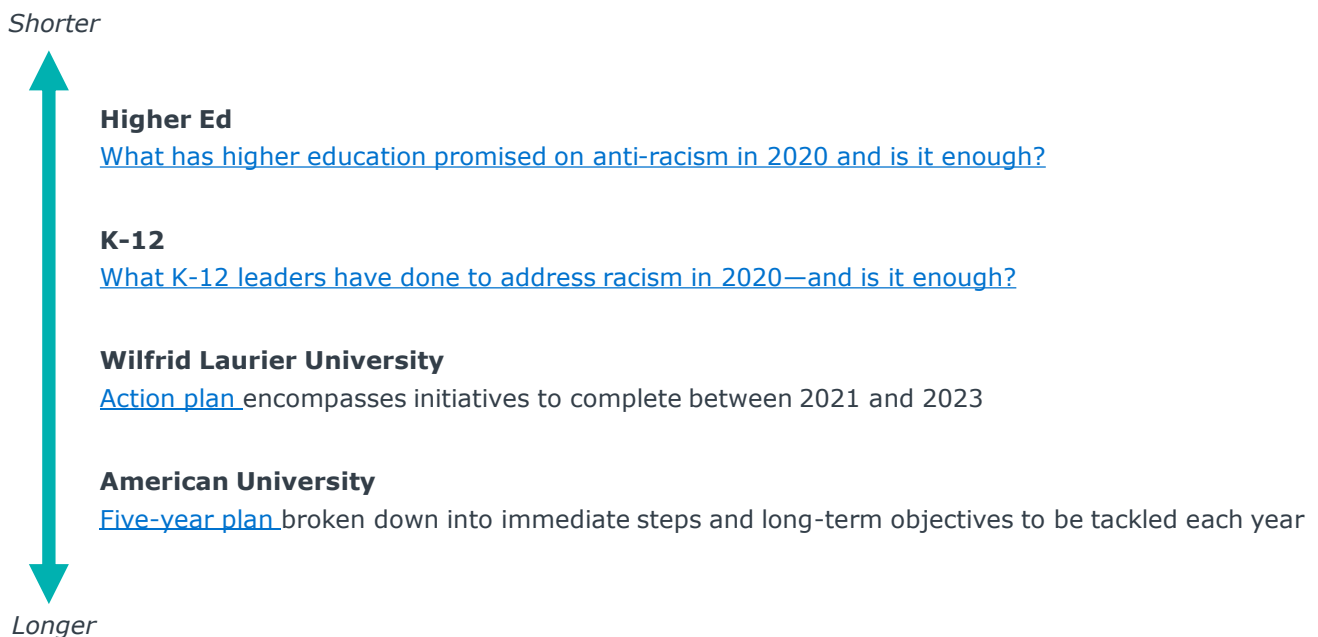 Shorter
Higher Ed
What has higher education promised on anti-racism in 2020 and is it enough?
K-12
What K-12 leaders have done to address racism in 2020—and is it enough?
Wilfrid Laurier University
Action plan encompasses initiatives to complete between 2021 and 2023
American University
Five-year plan broken down into immediate steps and long-term objectives to be tackled each year
Longer